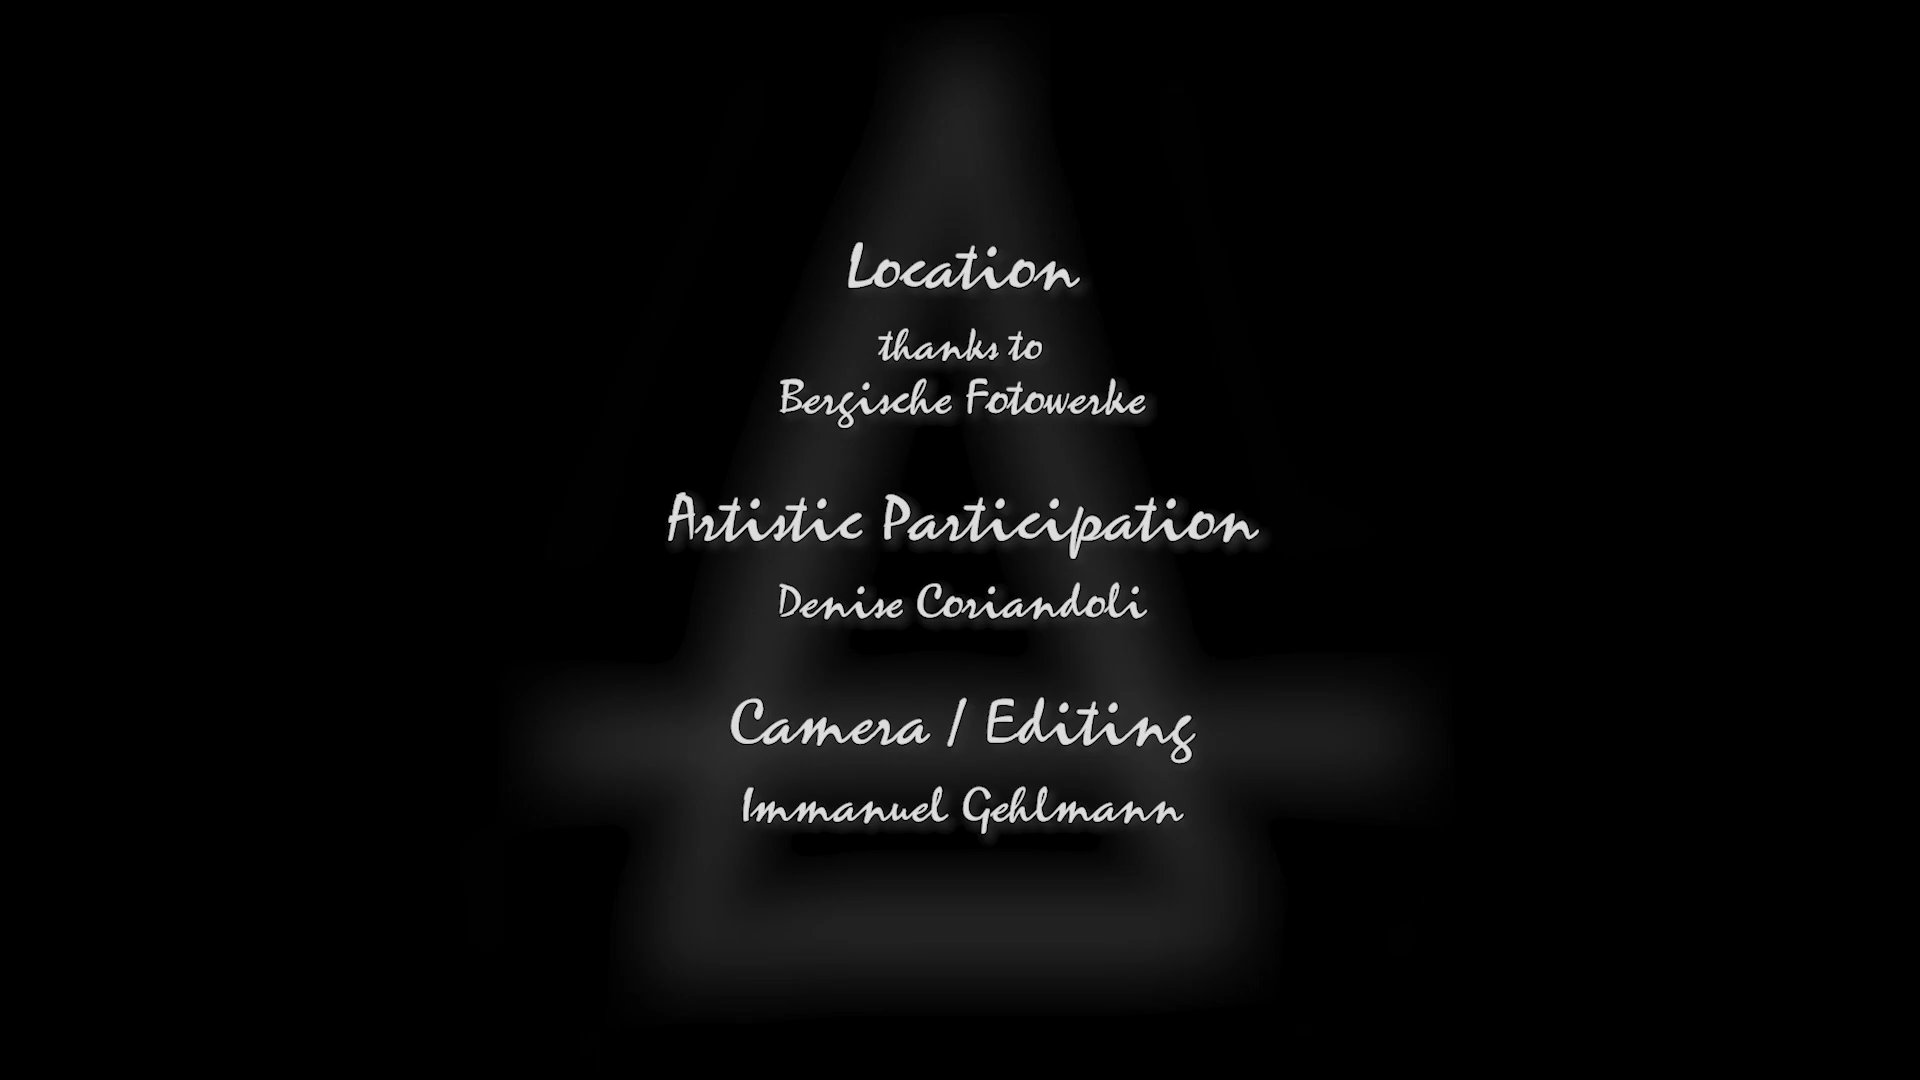 Location
thanks to
Bergische Fotowerke
Artistic Participation
Denise Coriandoli
Camera / Editing
Immanuel Gehlmann